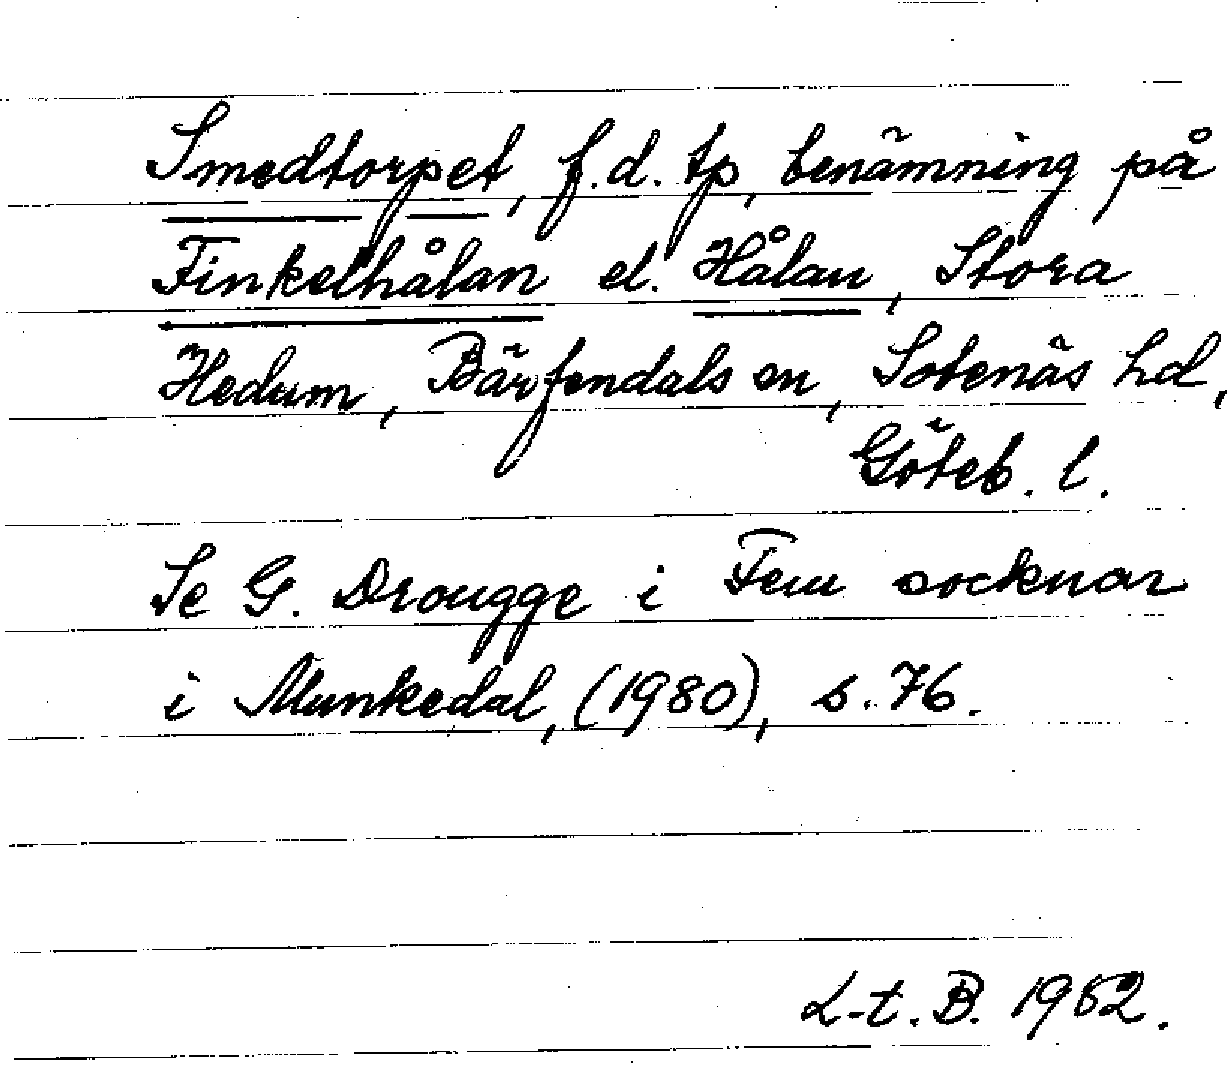 Smedtorpet, f.d. tp, benämning på
Finkelhålan el. Hålan, Stora
Hedum, Bärfendals sn, Sotenäs hd,
Göteb. l.
Se G. Drougge i Fem socknar
i Munkedal, (1980), s. 76.
L-t. B. 1982.